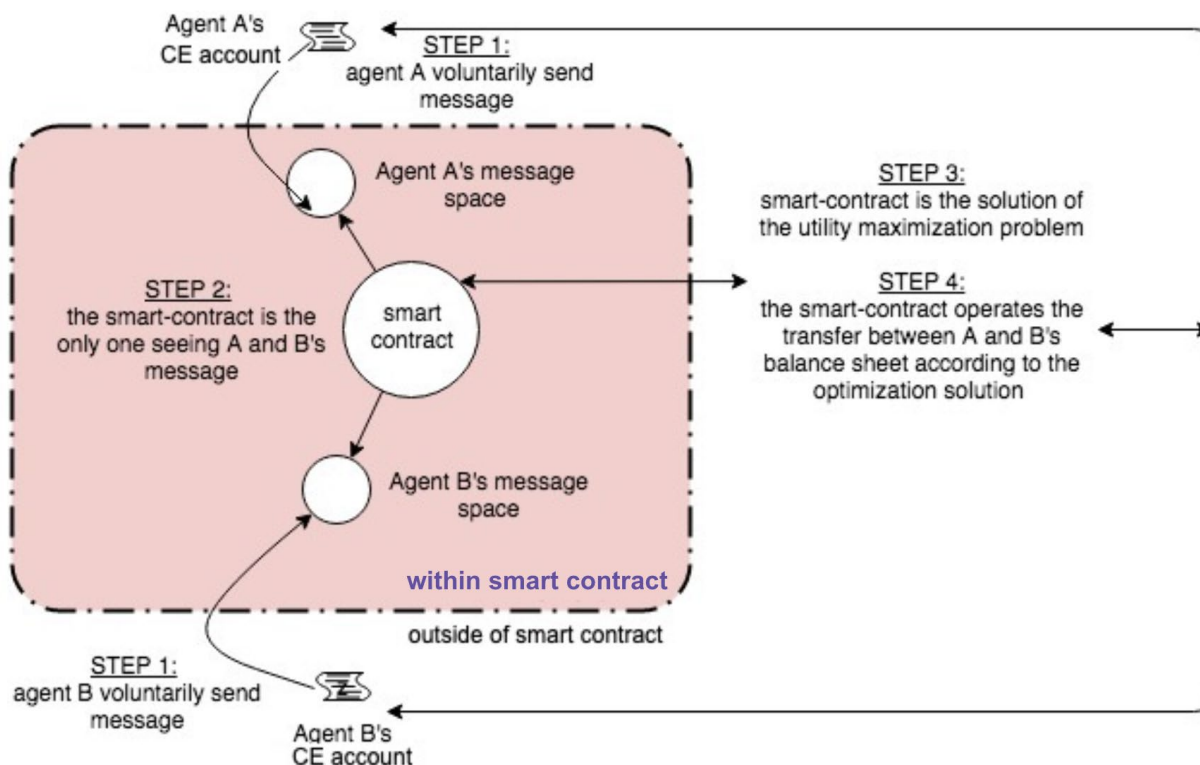 Agent A's
CE account
STEP 1:
agent A voluntarily send
message
Agent A's message
space
STEP 2:
the smart-contract is the
only one seeing A and B's
message
smart
contract
STEP 3:
smart-contract is the solution of
the utility maximization problem
STEP 4:
the smart-contract operates the
transfer between A and B's
balance sheet according to the
optimization solution
Agent B's message
space
within smart contract
outside of smart contract
STEP 1:
agent B voluntarily send
message
Agent B's
CE account